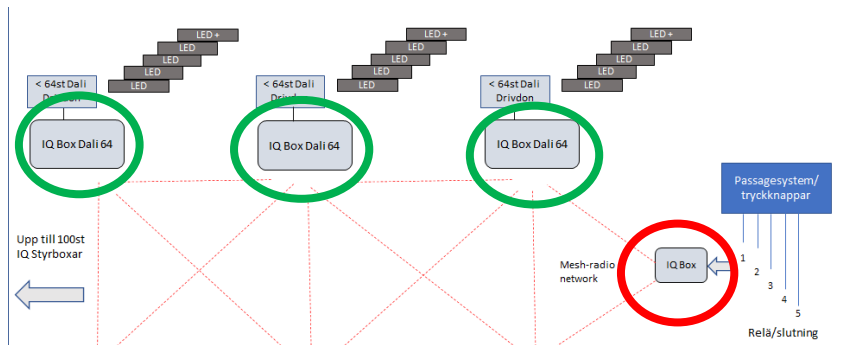 LED +
LED
LED
LED
LED
LED +
LED
LED
LED
LED
LED +
LED
LED
LED
LED
< 64st Dali
Drivdon
< 64st Dali
Drivdon
< 64st Dali
Drivdon
IQ Box Dali 64
IQ Box Dali 64
IQ Box Dali 64
Passagesystem/
tryckknappar
Upp till 100st
IQ Styrboxar
Mesh-radio
network
IQ Box
1
2
3
4
5
Relä/slutning